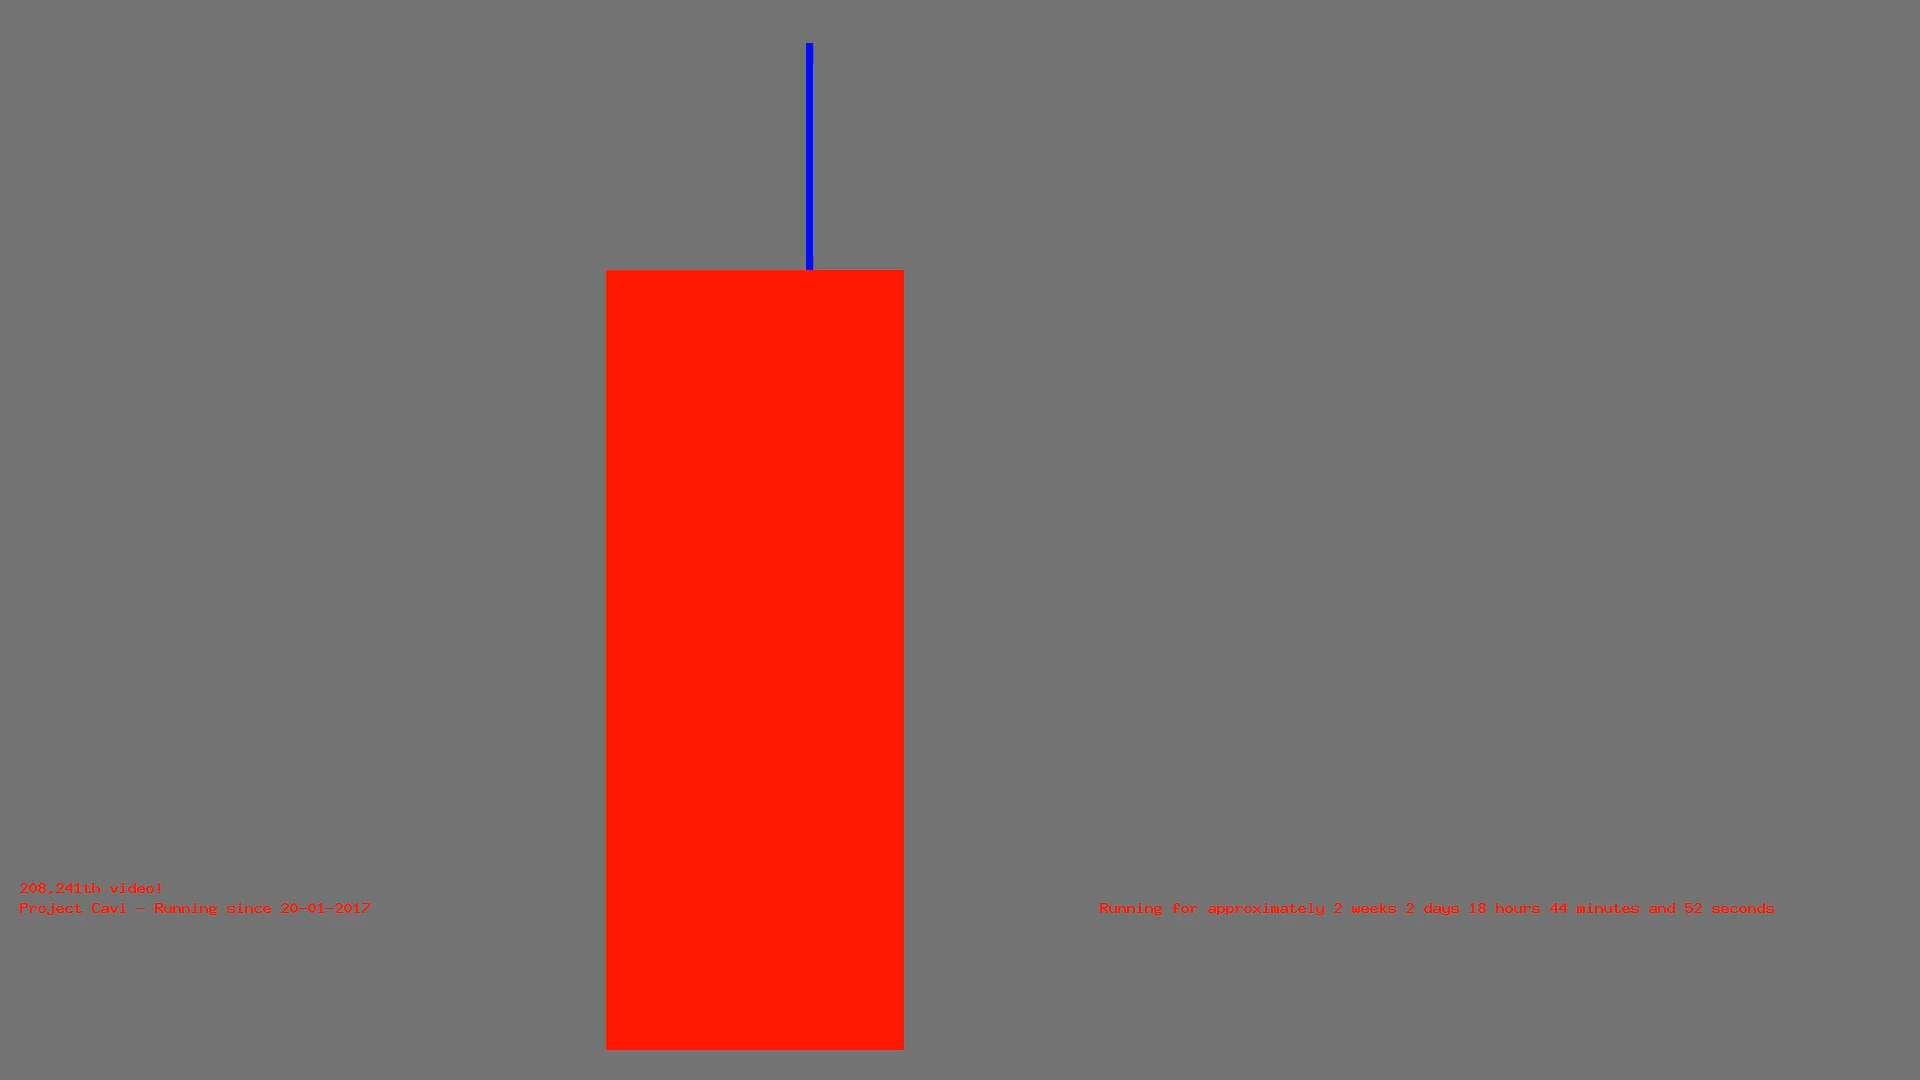 208,241th video!
Project Cavi - Running since 20-01-2017
Running for approximately 2 weeks 2 days 18 hours 44 minutes and 52 seconds